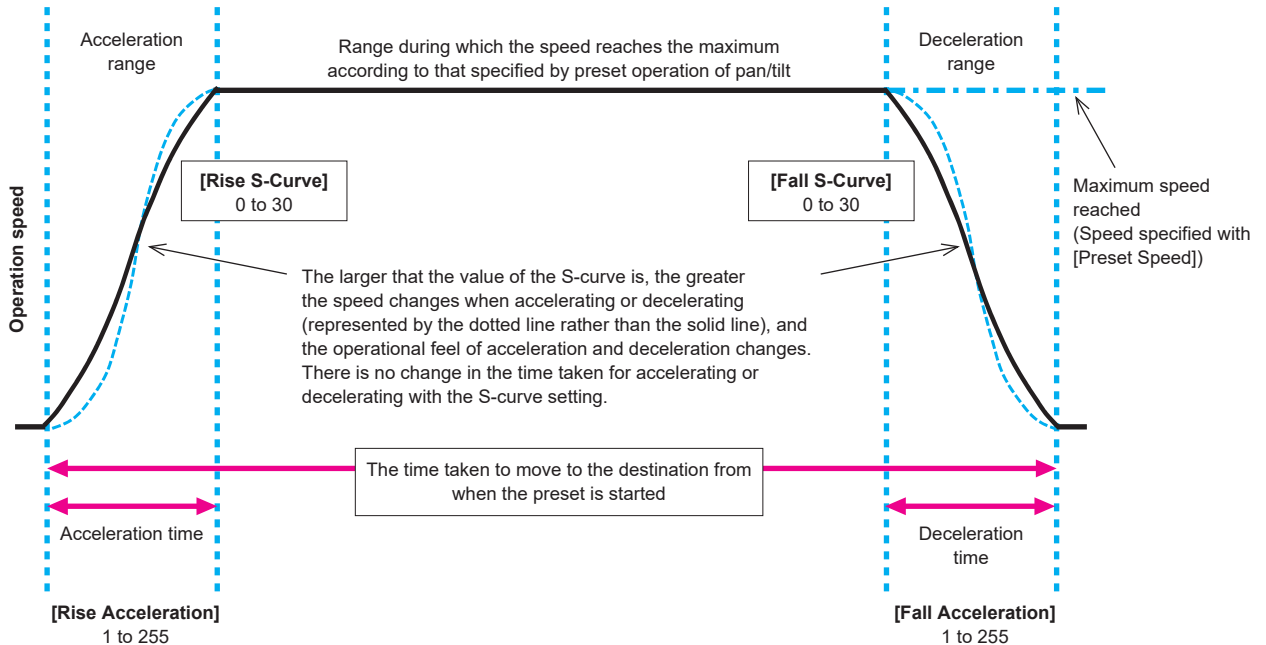 Acceleration
range
Range during which the speed reaches the maximum
according to that specified by preset operation of pan/tilt
Deceleration
range
[Rise S-Curve]
0 to 30
[Fall S-Curve]
0 to 30
Maximum speed
reached
(Speed specified with
[Preset Speed])
Operation speed
The larger that the value of the S-curve is, the greater
the speed changes when accelerating or decelerating
(represented by the dotted line rather than the solid line), and
the operational feel of acceleration and deceleration changes.
There is no change in the time taken for accelerating or
decelerating with the S-curve setting.
The time taken to move to the destination from
when the preset is started
Acceleration time
Deceleration
time
[Rise Acceleration]
1 to 255
[Fall Acceleration]
1 to 255